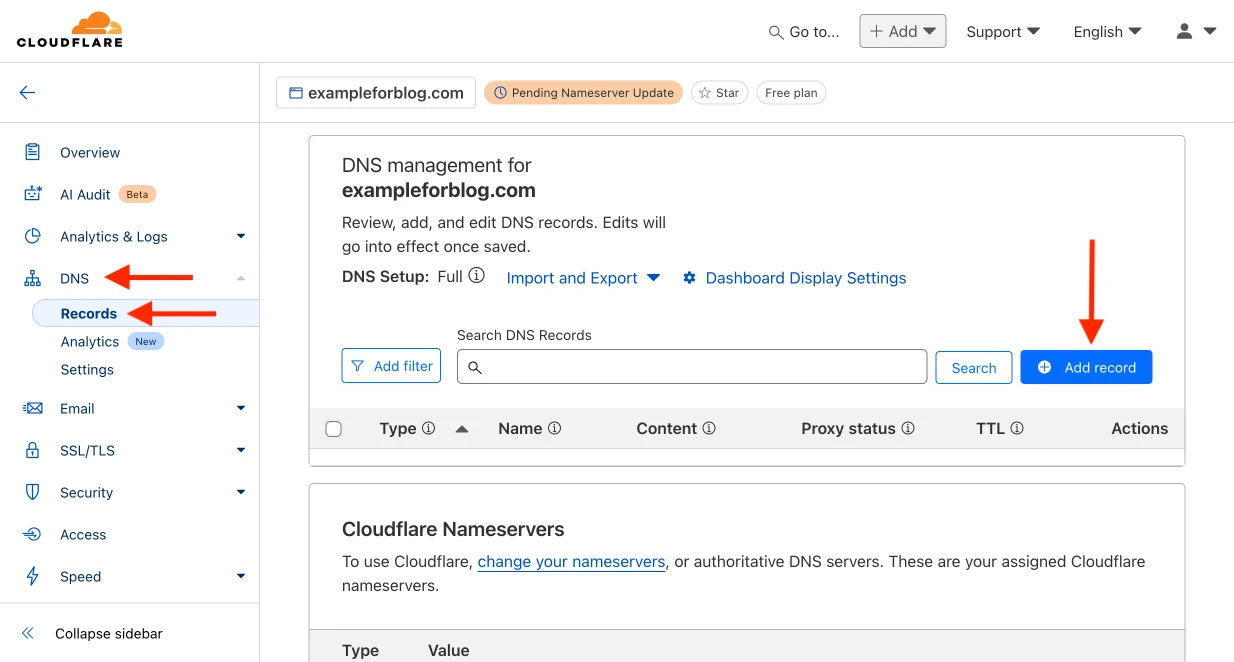 CLOUDFLARE
Go to...
Add
Support
English
exampleforblog.com
Pending Nameserver Update
Star
Free plan
Overview
AI Audit Beta
Analytics & Logs
DNS
Records
Analytics New
Settings
Email
SSL/TLS
Security
Access
Speed
Collapse sidebar
DNS management for
exampleforblog.com
Review, add, and edit DNS records. Edits will
go into effect once saved.
DNS Setup: Full Import and Export Dashboard Display Settings
Search DNS Records
Add filter
Search
Add record
Type Name Content Proxy status TTL Actions
Cloudflare Nameservers
To use Cloudflare, change your nameservers, or authoritative DNS servers. These are your assigned Cloudflare
nameservers.
Type Value